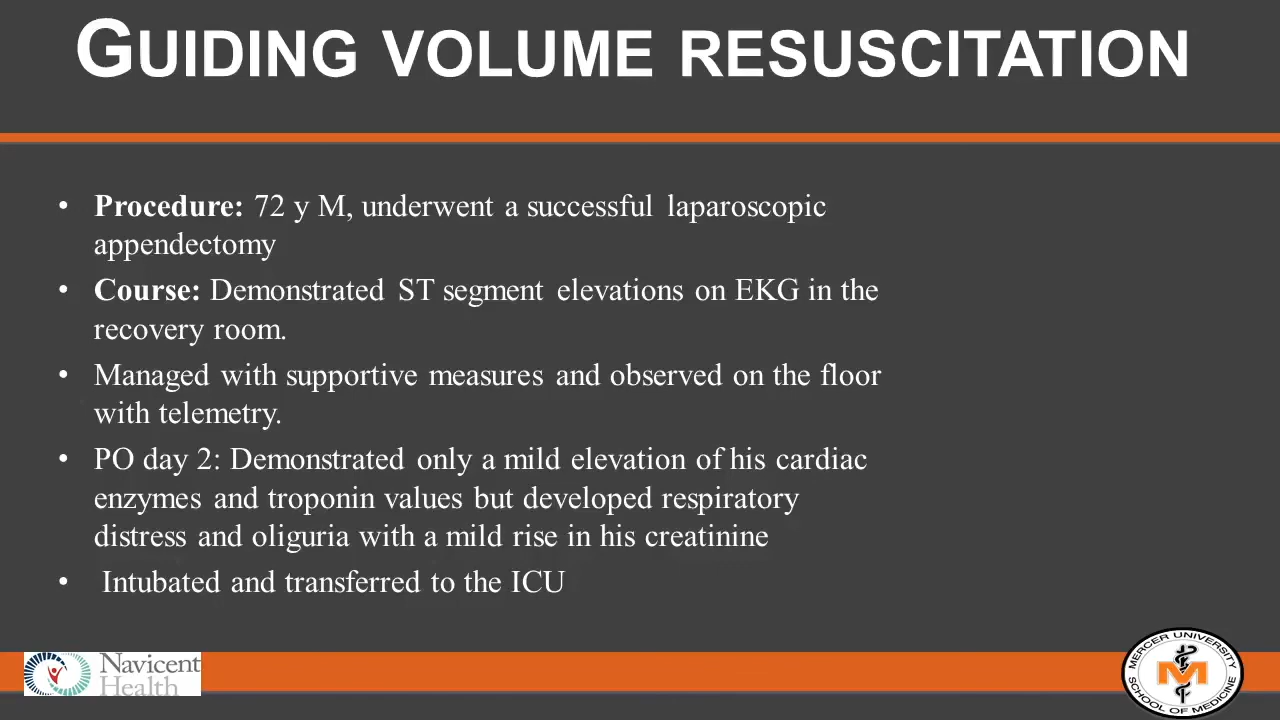 GUIDING VOLUME RESUSCITATION
• Procedure: 72 y M, underwent a successful laparoscopic
appendectomy
• Course: Demonstrated ST segment elevations on EKG in the
recovery room.
• Managed with supportive measures and observed on the floor
with telemetry.
• PO day 2: Demonstrated only a mild elevation of his cardiac
enzymes and troponin values but developed respiratory
distress and oliguria with a mild rise in his creatinine
• Intubated and transferred to the ICU
Navicent
Health
MERCER UNIVERSITY
M
SCHOOL OF MEDICINE